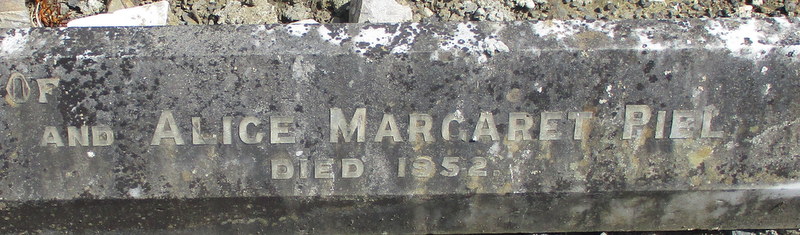 OF
AND ALICE MARGARET PIEL
DIED 1952.